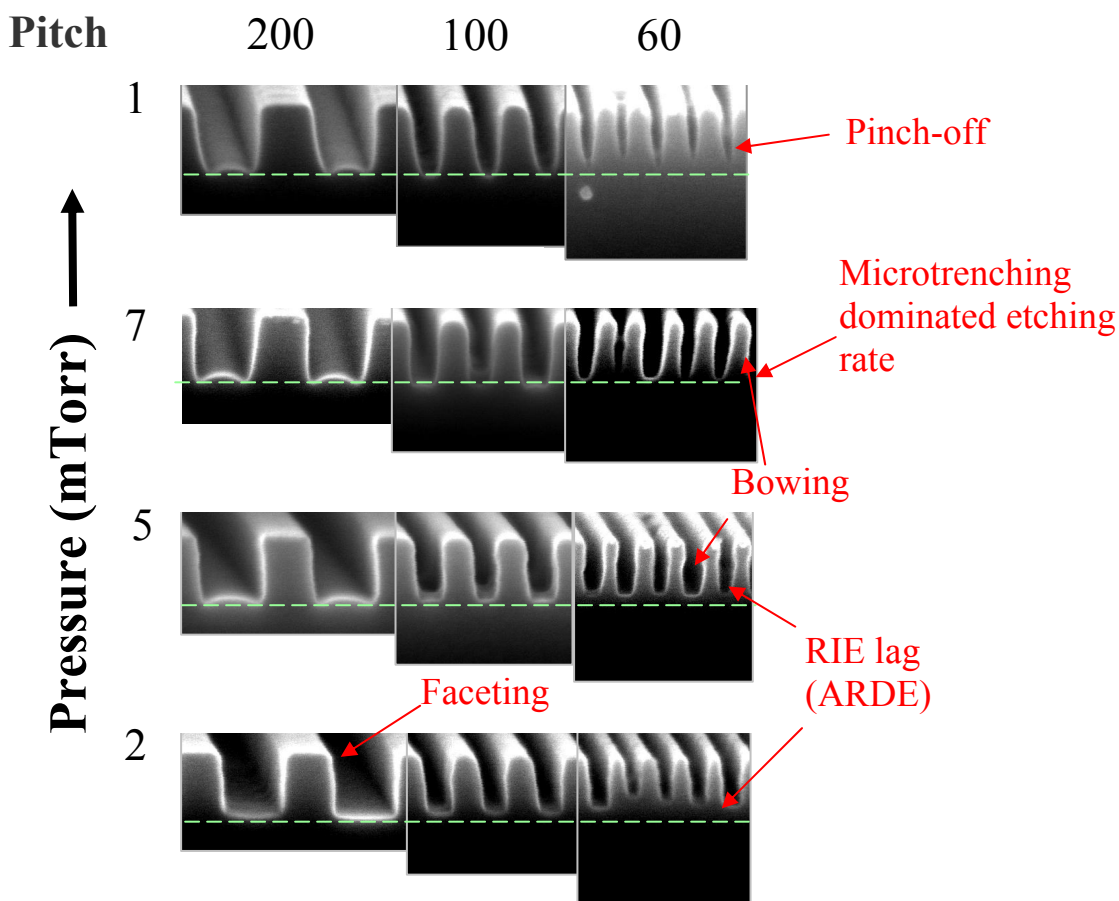 Pitch 200 100 60
1
Pinch-off
Pressure (mTorr)
7
Microtrenching
dominated etching
rate
Bowing
5
RIE lag
(ARDE)
Faceting
2